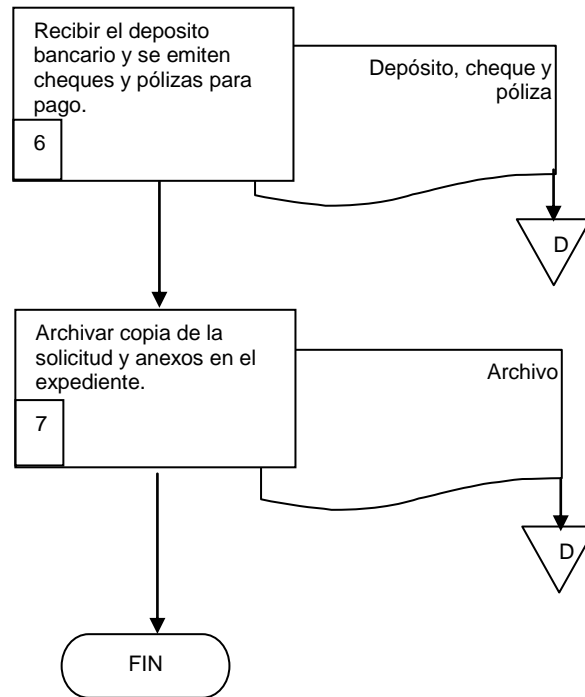 Recibir el deposito
bancario y se emiten
cheques y pólizas para
pago.
6
Depósito, cheque y
póliza
D
Archivar copia de la
solicitud y anexos en el
expediente.
7
Archivo
D
FIN